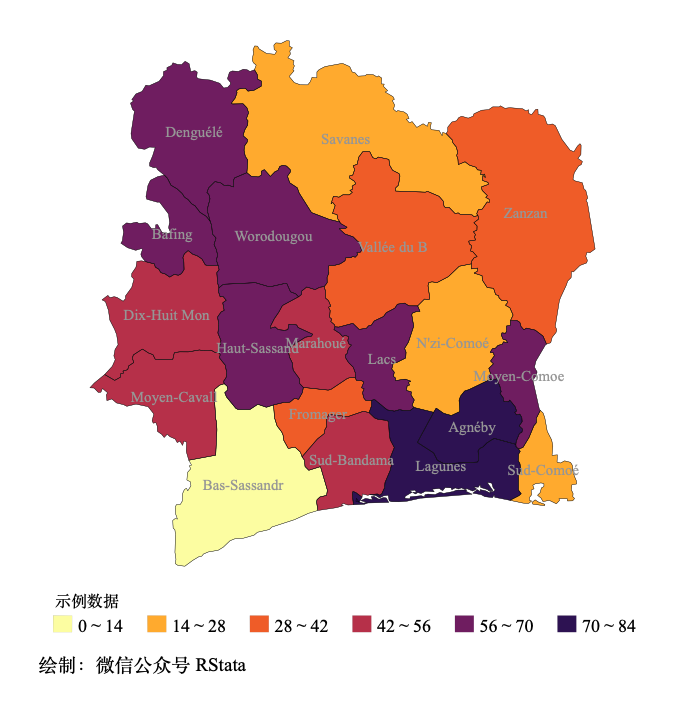 Denguélé
Savanes
Zanzan
Bafing
Worodougou
Vallée du B
Dix-Huit Mon
Haut-Sassand
Marahoué
N'zi-Comoé
Lacs
Moyen-Comoe
Moyen-Cavall
Fromager
Agnéby
Sud-Bandama
Lagunes
Sud-Comoé
Bas-Sassandr
示例数据
0 ~ 14 14 ~ 28 28 ~ 42 42 ~ 56 56 ~ 70 70 ~ 84
绘制：微信公众号 RStata